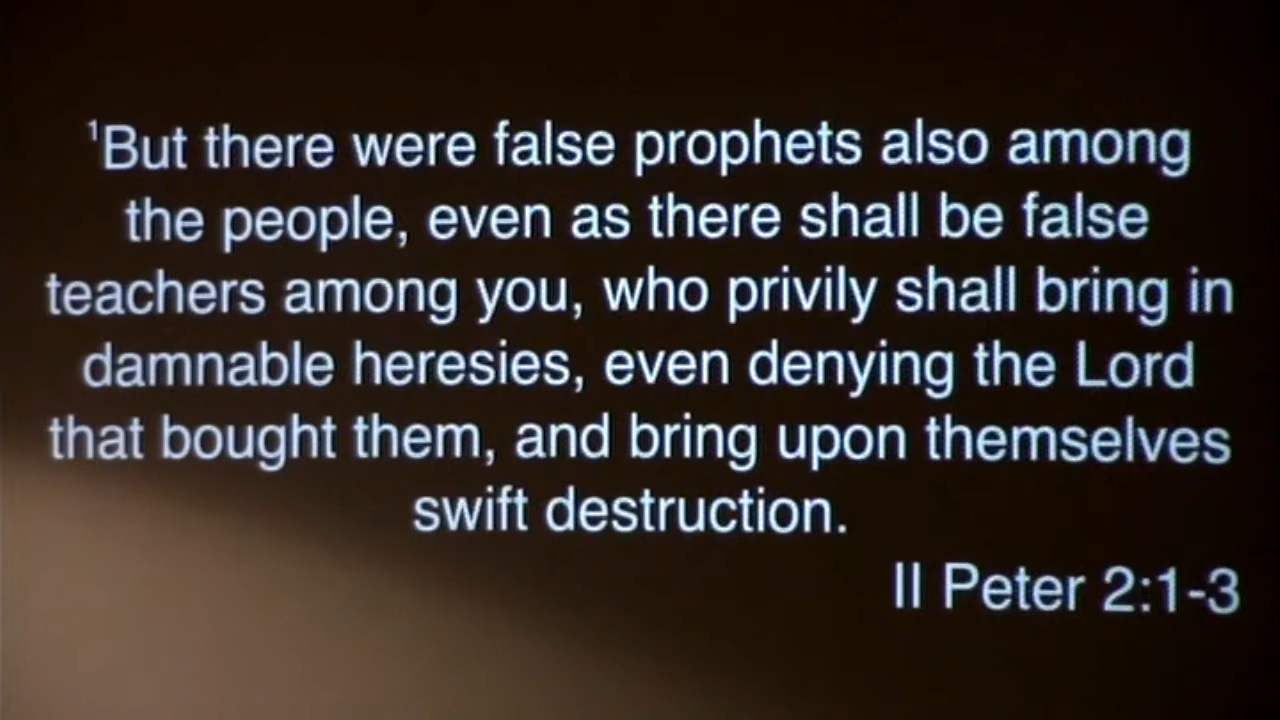 ¹But there were false prophets also among
the people, even as there shall be false
teachers among you, who privily shall bring in
damnable heresies, even denying the Lord
that bought them, and bring upon themselves
swift destruction.
II Peter 2:1-3